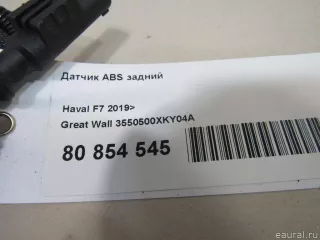 Датчик ABS задний
Haval F7 2019>
Great Wall 3550500XKY04A
80 854 545
© eaural.ru